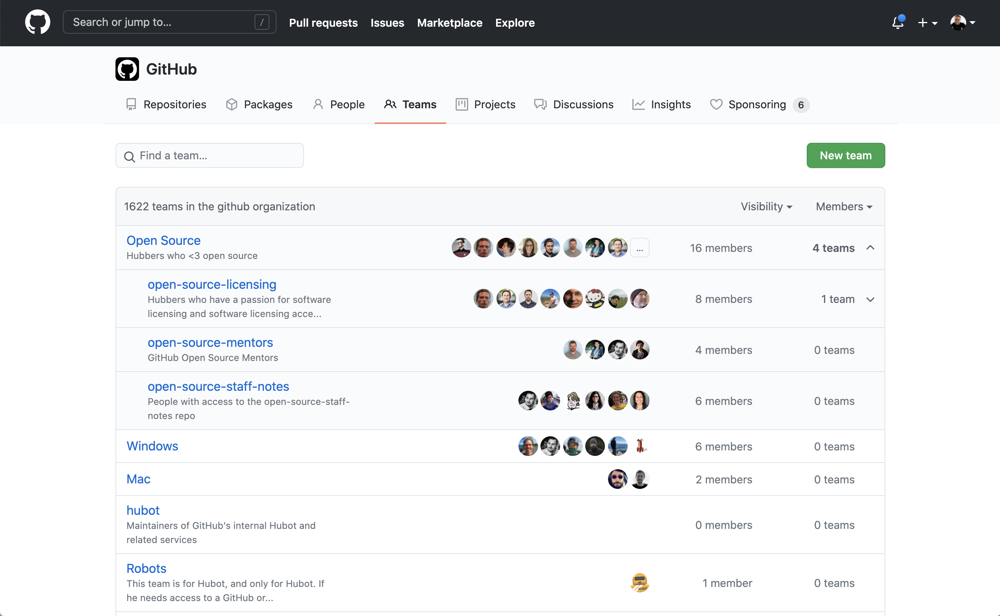 Search or jump to... /
Pull requests Issues Marketplace Explore
GitHub
Repositories Packages People Teams Projects Discussions Insights Sponsoring 6
Find a team...
New team
1622 teams in the github organization Visibility Members
Open Source
Hubbers who <3 open source
... 16 members 4 teams
open-source-licensing
Hubbers who have a passion for software
licensing and software licensing acce...
8 members 1 team
open-source-mentors
GitHub Open Source Mentors
4 members 0 teams
open-source-staff-notes
People with access to the open-source-staff-
notes repo
6 members 0 teams
Windows 6 members 0 teams
Mac 2 members 0 teams
hubot
Maintainers of GitHub's internal Hubot and
related services
0 members 0 teams
Robots
This team is for Hubot, and only for Hubot. If
he needs access to a GitHub or...
1 member 0 teams